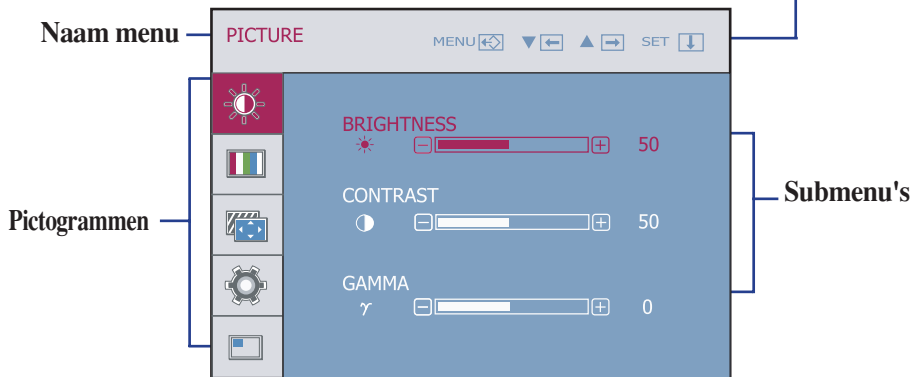 Naam menu
PICTURE
MENU ▼ ▲ SET
BRIGHTNESS
50
CONTRAST
50
Submenu's
Pictogrammen
GAMMA
γ 0